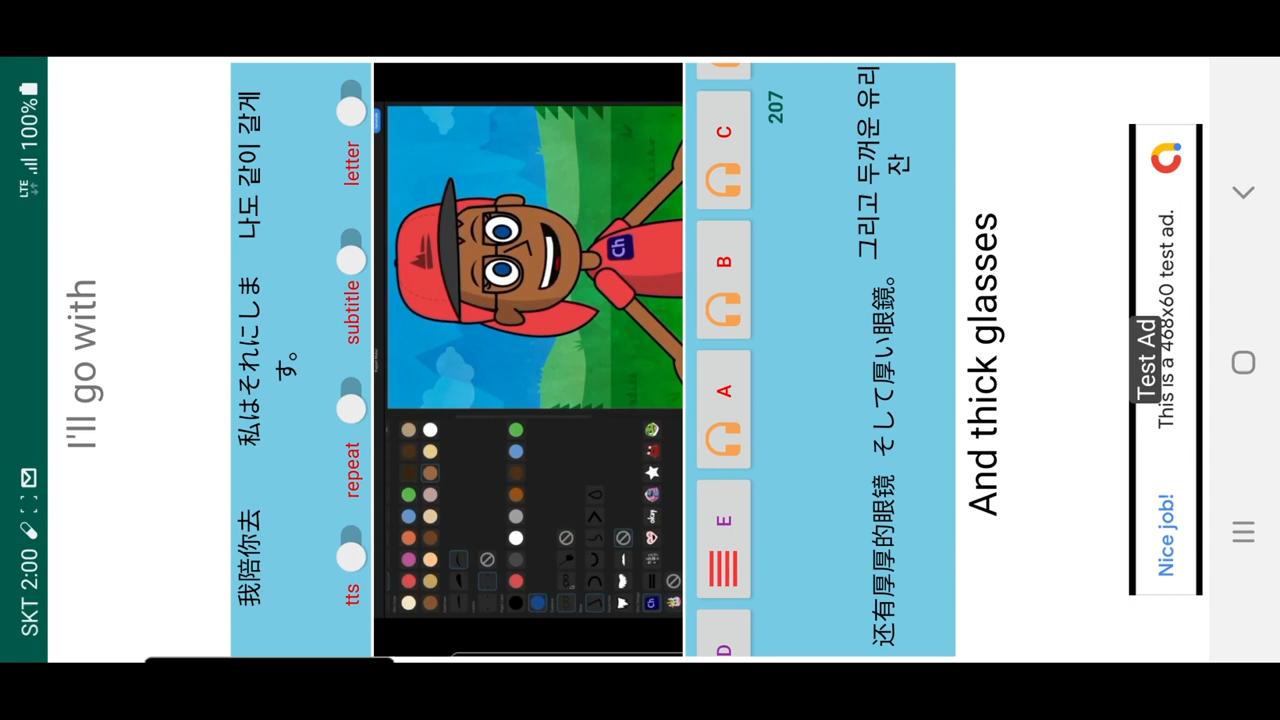 SKT 2:00
LTE
100%
I'll go with
我陪你去
私はそれにしま
す。
나도 같이 갈게
tts
repeat
subtitle
letter
Ch
okay
Ch
D
E
A
B
C
207
还有厚厚的眼镜
そして厚い眼鏡。
그리고 두꺼운 유리
잔
And thick glasses
Test Ad
Nice job!
This is a 468x60 test ad.